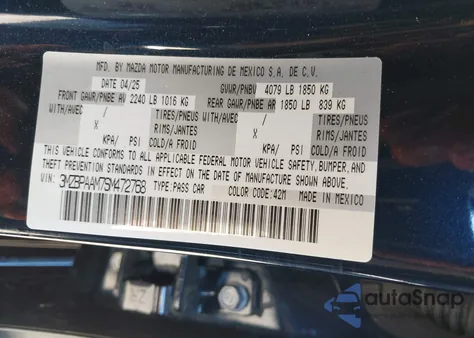 MFD. BY MAZDA MOTOR MANUFACTURING DE MEXICO S.A. DE C.V.
DATE 04/25 GVWR/PNBV 4079 LB 1850 KG
FRONT GAWR/PNBE AV 2240 LB 1016 KG REAR GAWR/PNBE AR 1850 LB 839 KG
WITH/AVEC / TIRES/PNEUS WITH/AVEC / TIRES/PNEUS
X RIMS/JANTES X RIMS/JANTES
KPA/ PSI COLD/A FROID KPA/ PSI COLD/A FROID
THIS VEHICLE CONFORMS TO ALL APPLICABLE FEDERAL MOTOR VEHICLE SAFETY, BUMPER, AND
THEFT PREVENTION STANDARDS IN EFFECT ON THE DATE OF MANUFACTURE SHOWN ABOVE.
VIN: 3MZBPAAM7SM472768 TYPE: PASS CAR COLOR CODE: 42M MADE IN MEXICO
autoSnap